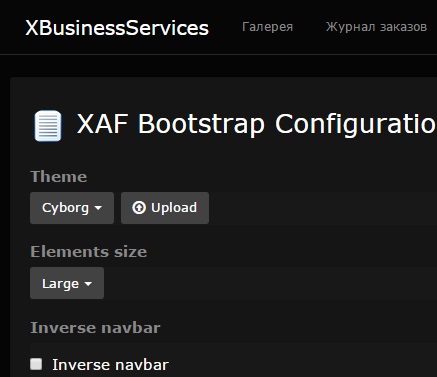 XBusinessServices Галерея Журнал заказов
XAF Bootstrap Configuratio
Theme
Cyborg Upload
Elements size
Large
Inverse navbar
Inverse navbar